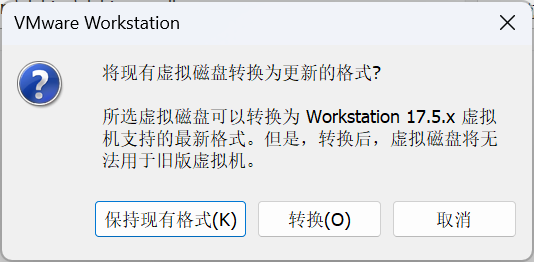 VMware Workstation
将现有虚拟磁盘转换为更新的格式?
所选虚拟磁盘可以转换为 Workstation 17.5.x 虚拟
机支持的最新格式。但是，转换后，虚拟磁盘将无
法用于旧版虚拟机。
保持现有格式(K)
转换(O)
取消